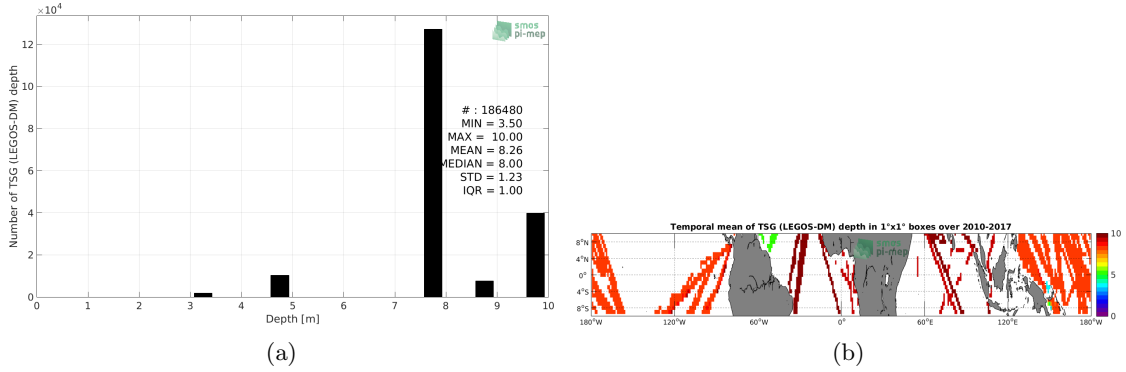 ×10⁴
smos
pi-mep
12
10
8
6
4
2
0
Number of TSG (LEGOS-DM) depth
# : 186480
MIN = 3.50
MAX = 10.00
MEAN = 8.26
MEDIAN = 8.00
STD = 1.23
IQR = 1.00
0 1 2 3 4 5 6 7 8 9 10
Depth [m]
(a)
Temporal mean of TSG (LEGOS-DM) depth in 1°x1° boxes over 2010-2017
smos
pi-mep
8°N
4°N
0°
4°S
8°S
180°W 120°W 60°W 0° 60°E 120°E 180°W
10
5
0
(b)